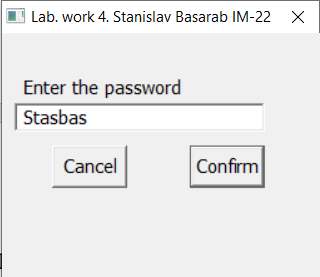 Lab. work 4. Stanislav Basarab IM-22
Enter the password
Stasbas
Cancel Confirm